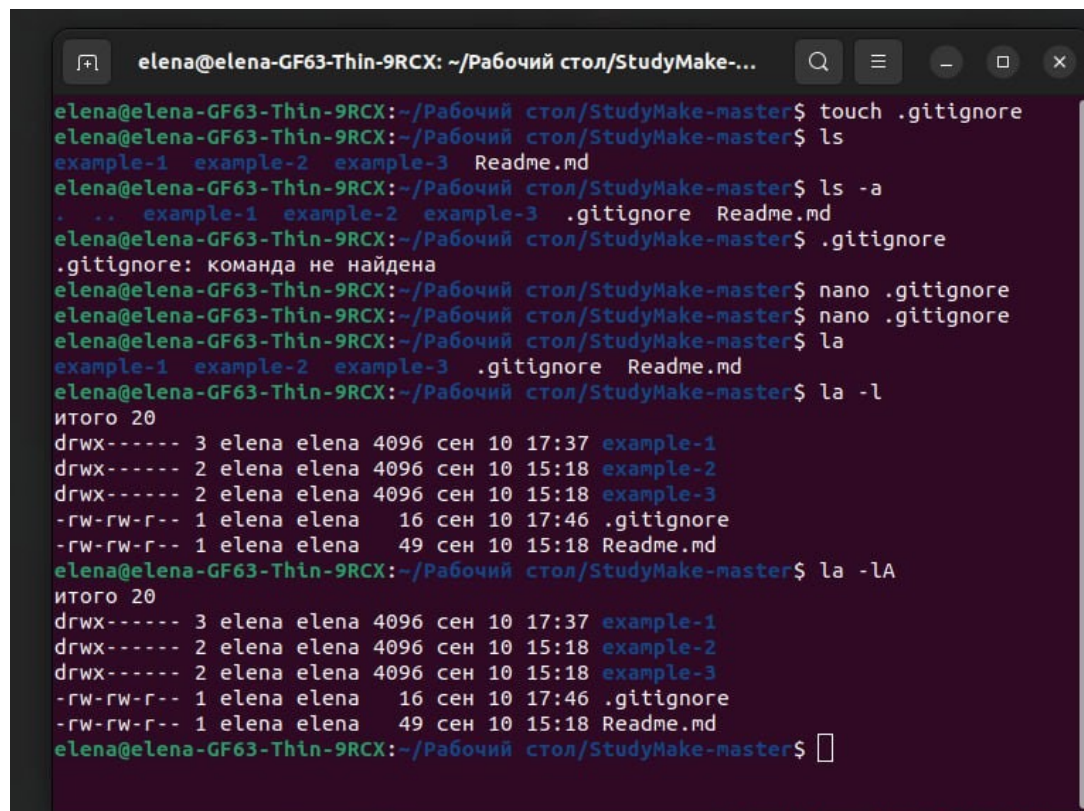 elena@elena-GF63-Thin-9RCX: ~/Рабочий стол/StudyMake-...
elena@elena-GF63-Thin-9RCX:~/Рабочий стол/StudyMake-master$ touch .gitignore
elena@elena-GF63-Thin-9RCX:~/Рабочий стол/StudyMake-master$ ls
example-1  example-2  example-3  Readme.md
elena@elena-GF63-Thin-9RCX:~/Рабочий стол/StudyMake-master$ ls -a
.  ..  example-1  example-2  example-3  .gitignore  Readme.md
elena@elena-GF63-Thin-9RCX:~/Рабочий стол/StudyMake-master$ .gitignore
.gitignore: команда не найдена
elena@elena-GF63-Thin-9RCX:~/Рабочий стол/StudyMake-master$ nano .gitignore
elena@elena-GF63-Thin-9RCX:~/Рабочий стол/StudyMake-master$ nano .gitignore
elena@elena-GF63-Thin-9RCX:~/Рабочий стол/StudyMake-master$ la
example-1  example-2  example-3  .gitignore  Readme.md
elena@elena-GF63-Thin-9RCX:~/Рабочий стол/StudyMake-master$ la -l
итого 20
drwx------ 3 elena elena 4096 сен 10 17:37 example-1
drwx------ 2 elena elena 4096 сен 10 15:18 example-2
drwx------ 2 elena elena 4096 сен 10 15:18 example-3
-rw-rw-r-- 1 elena elena   16 сен 10 17:46 .gitignore
-rw-rw-r-- 1 elena elena   49 сен 10 15:18 Readme.md
elena@elena-GF63-Thin-9RCX:~/Рабочий стол/StudyMake-master$ la -lA
итого 20
drwx------ 3 elena elena 4096 сен 10 17:37 example-1
drwx------ 2 elena elena 4096 сен 10 15:18 example-2
drwx------ 2 elena elena 4096 сен 10 15:18 example-3
-rw-rw-r-- 1 elena elena   16 сен 10 17:46 .gitignore
-rw-rw-r-- 1 elena elena   49 сен 10 15:18 Readme.md
elena@elena-GF63-Thin-9RCX:~/Рабочий стол/StudyMake-master$